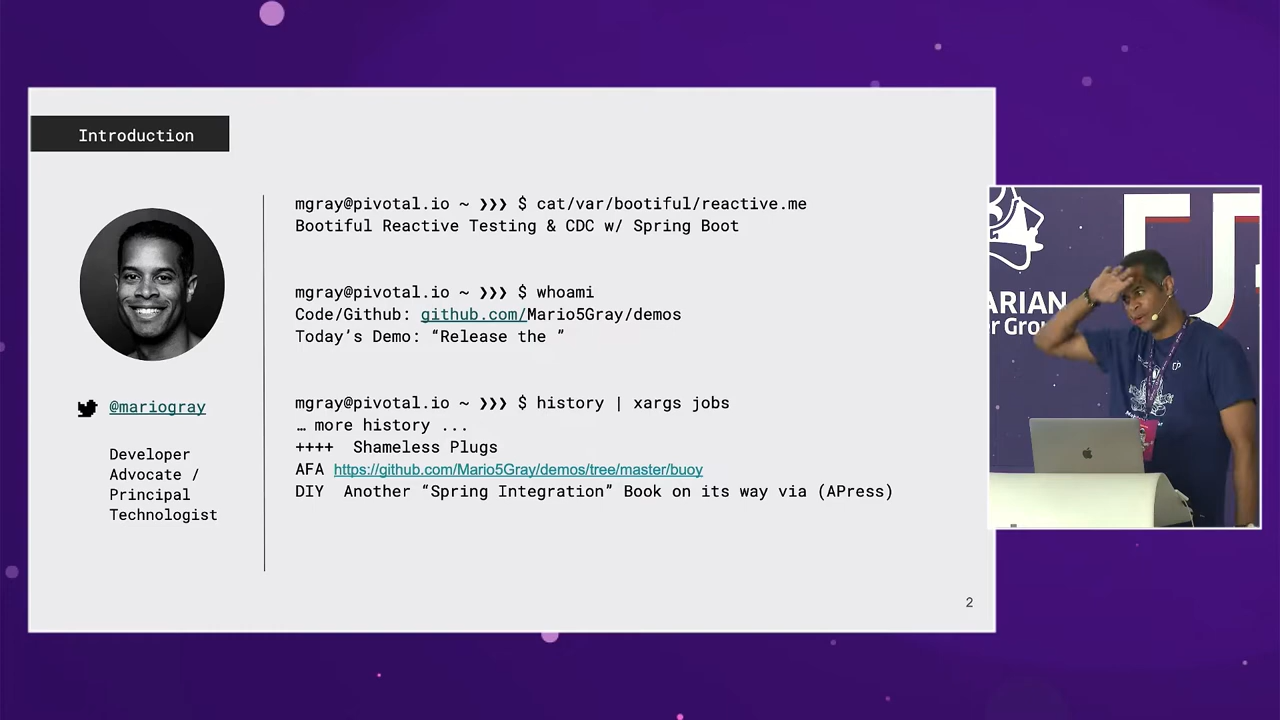 Introduction
mgray@pivotal.io ~ ❯❯❯ $ cat/var/bootiful/reactive.me
Bootiful Reactive Testing & CDC w/ Spring Boot
mgray@pivotal.io ~ ❯❯❯ $ whoami
Code/Github: github.com/Mario5Gray/demos
Today’s Demo: “Release the ”
mgray@pivotal.io ~ ❯❯❯ $ history | xargs jobs
… more history ...
++++  Shameless Plugs
AFA https://github.com/Mario5Gray/demos/tree/master/buoy
DIY  Another “Spring Integration” Book on its way via (APress)
@mariogray
Developer
Advocate /
Principal
Technologist
2
ARIAN